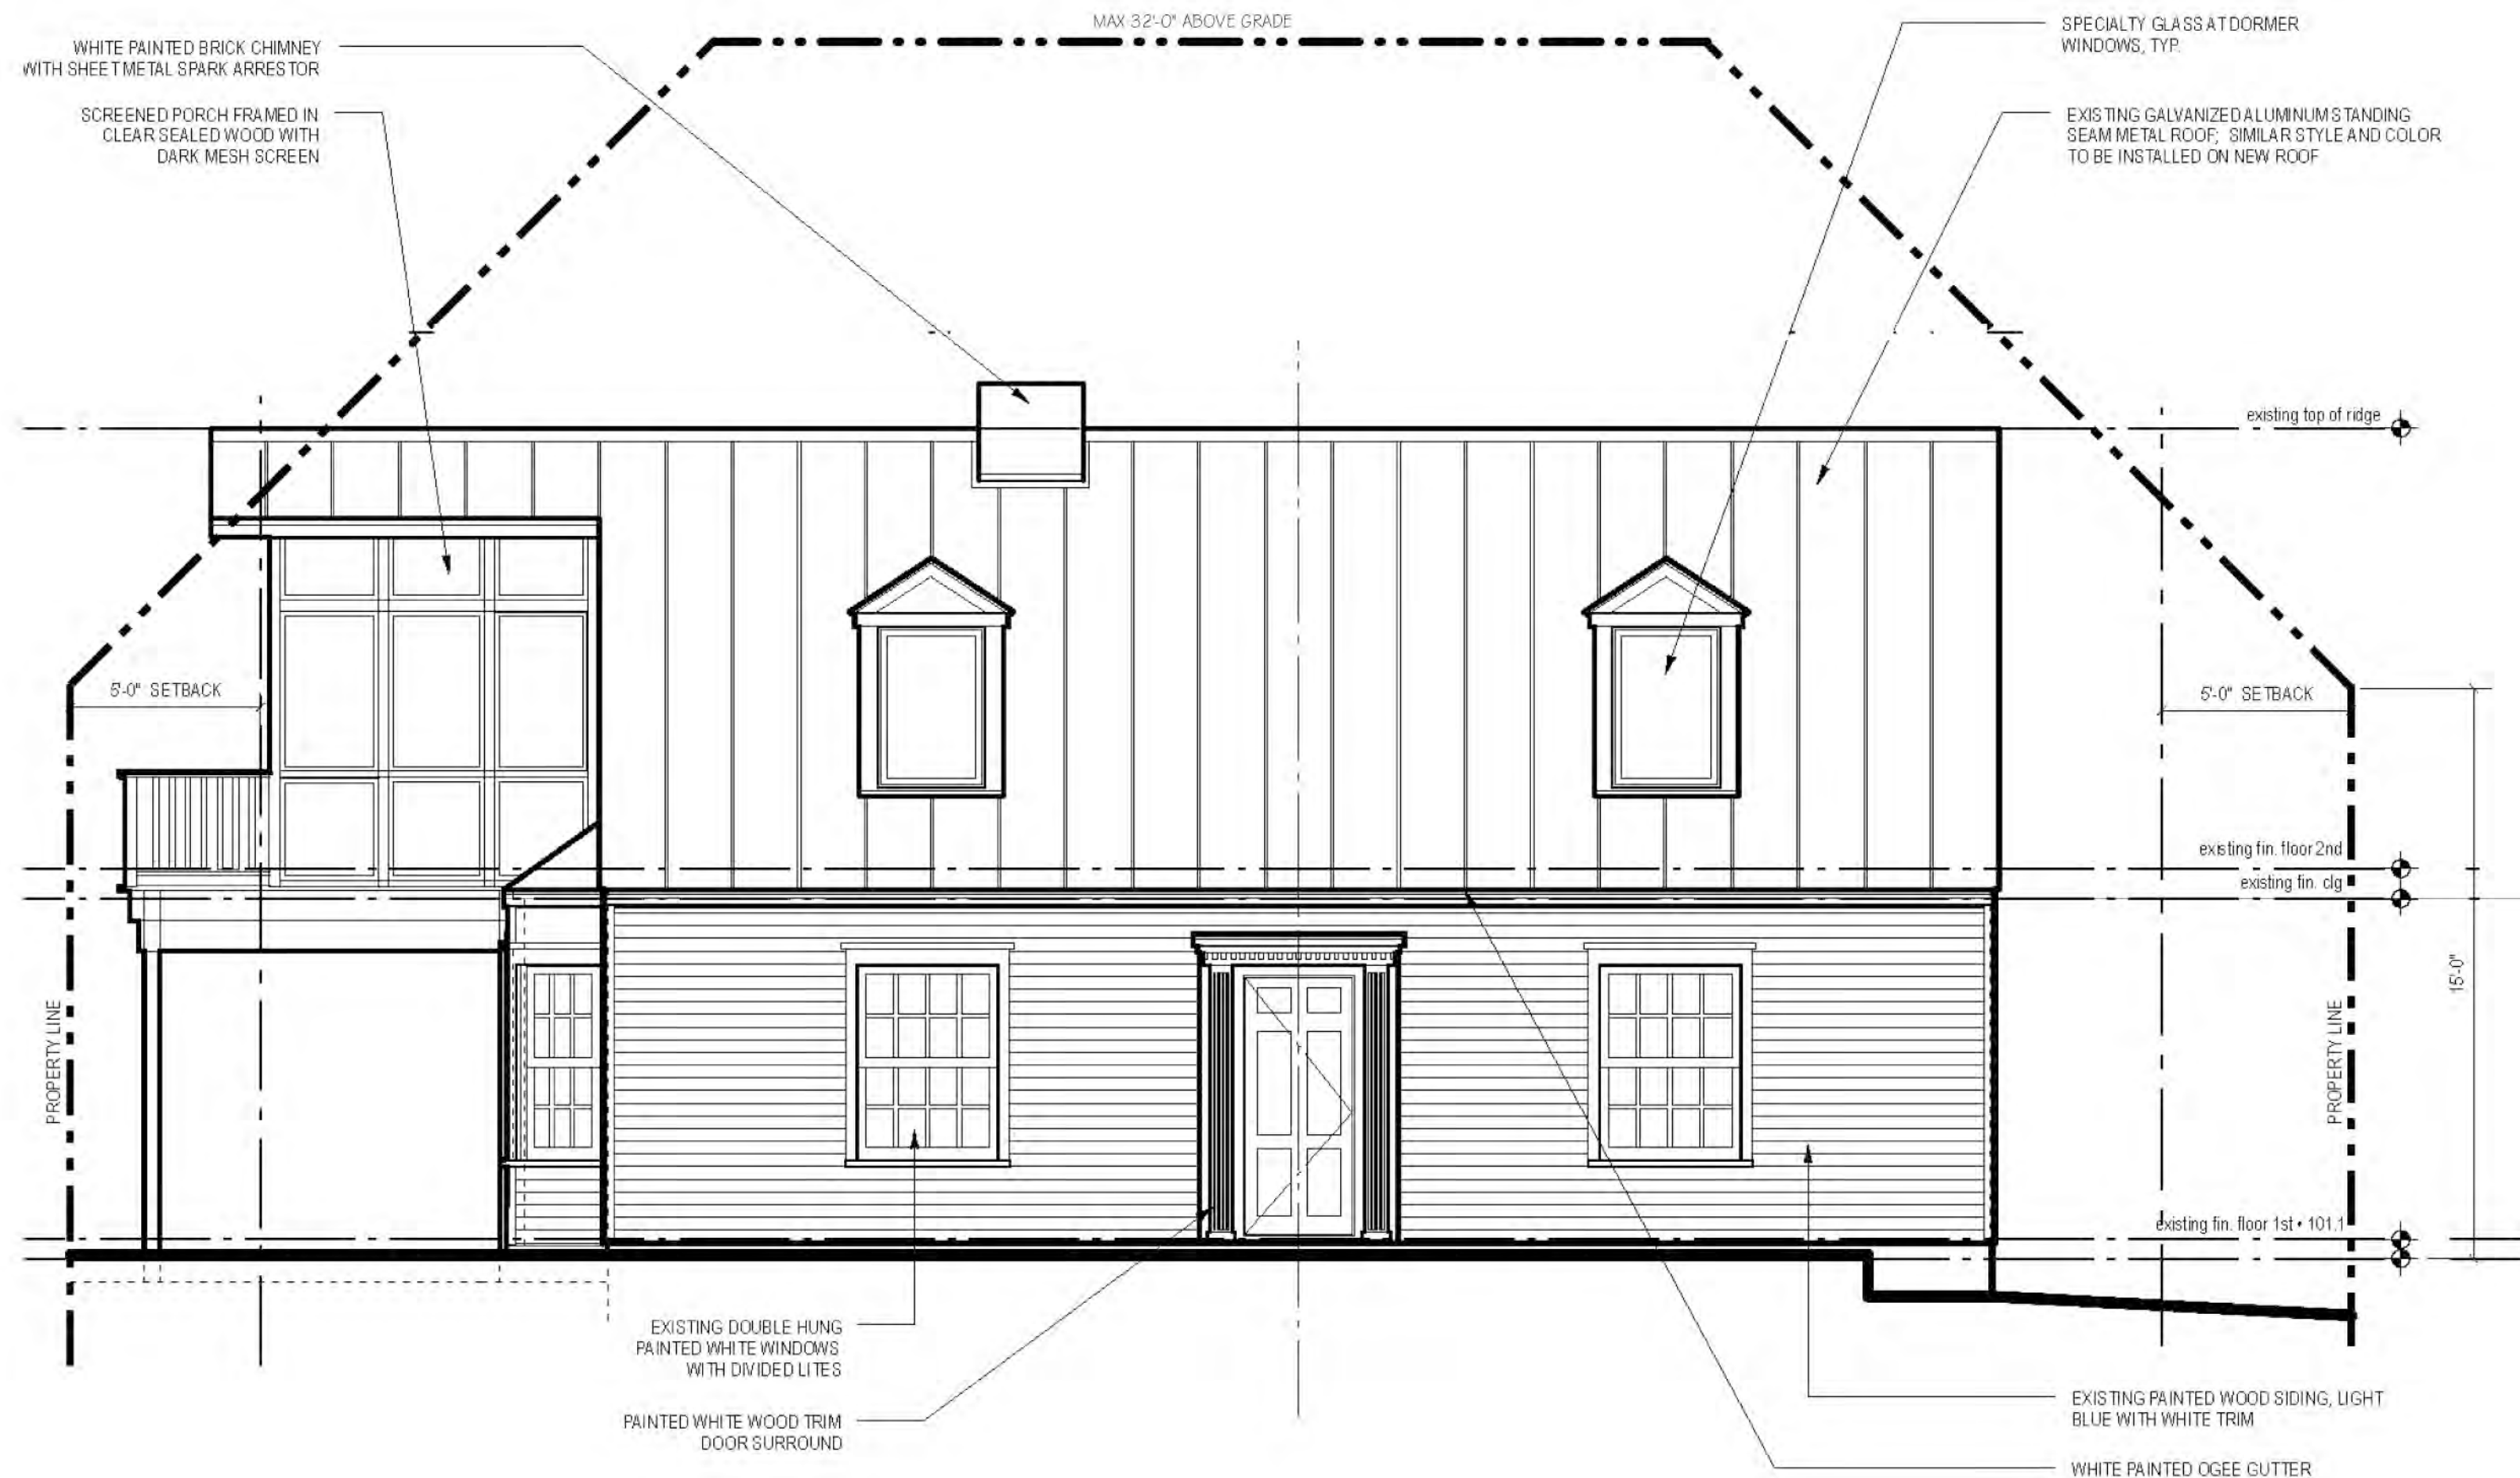 MAX 32'-0" ABOVE GRADE
WHITE PAINTED BRICK CHIMNEY
WITH SHEET METAL SPARK ARRESTOR
SCREENED PORCH FRAMED IN
CLEAR SEALED WOOD WITH
DARK MESH SCREEN
SPECIALTY GLASS AT DORMER
WINDOWS, TYP.
EXISTING GALVANIZED ALUMINUM STANDING
SEAM METAL ROOF; SIMILAR STYLE AND COLOR
TO BE INSTALLED ON NEW ROOF
existing top of ridge
5'-0" SETBACK
5'-0" SETBACK
existing fin. floor 2nd
existing fin. clg
15'-0"
PROPERTY LINE
PROPERTY LINE
existing fin. floor 1st • 101.1
EXISTING DOUBLE HUNG
PAINTED WHITE WINDOWS
WITH DIVIDED LITES
PAINTED WHITE WOOD TRIM
DOOR SURROUND
EXISTING PAINTED WOOD SIDING, LIGHT
BLUE WITH WHITE TRIM
WHITE PAINTED OGEE GUTTER